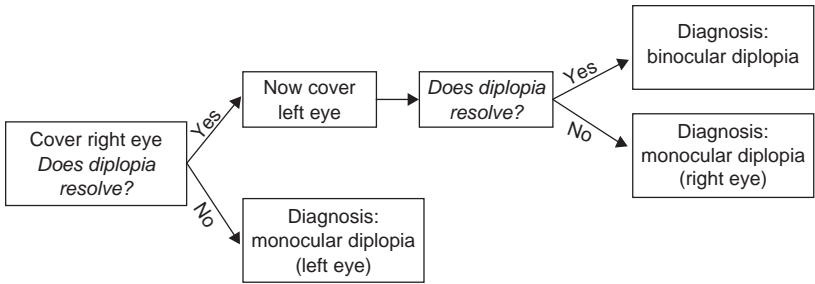 Cover right eye
Does diplopia
resolve?
Yes
No
Now cover
left eye
Diagnosis:
monocular diplopia
(left eye)
Does diplopia
resolve?
Yes
No
Diagnosis:
binocular diplopia
Diagnosis:
monocular diplopia
(right eye)